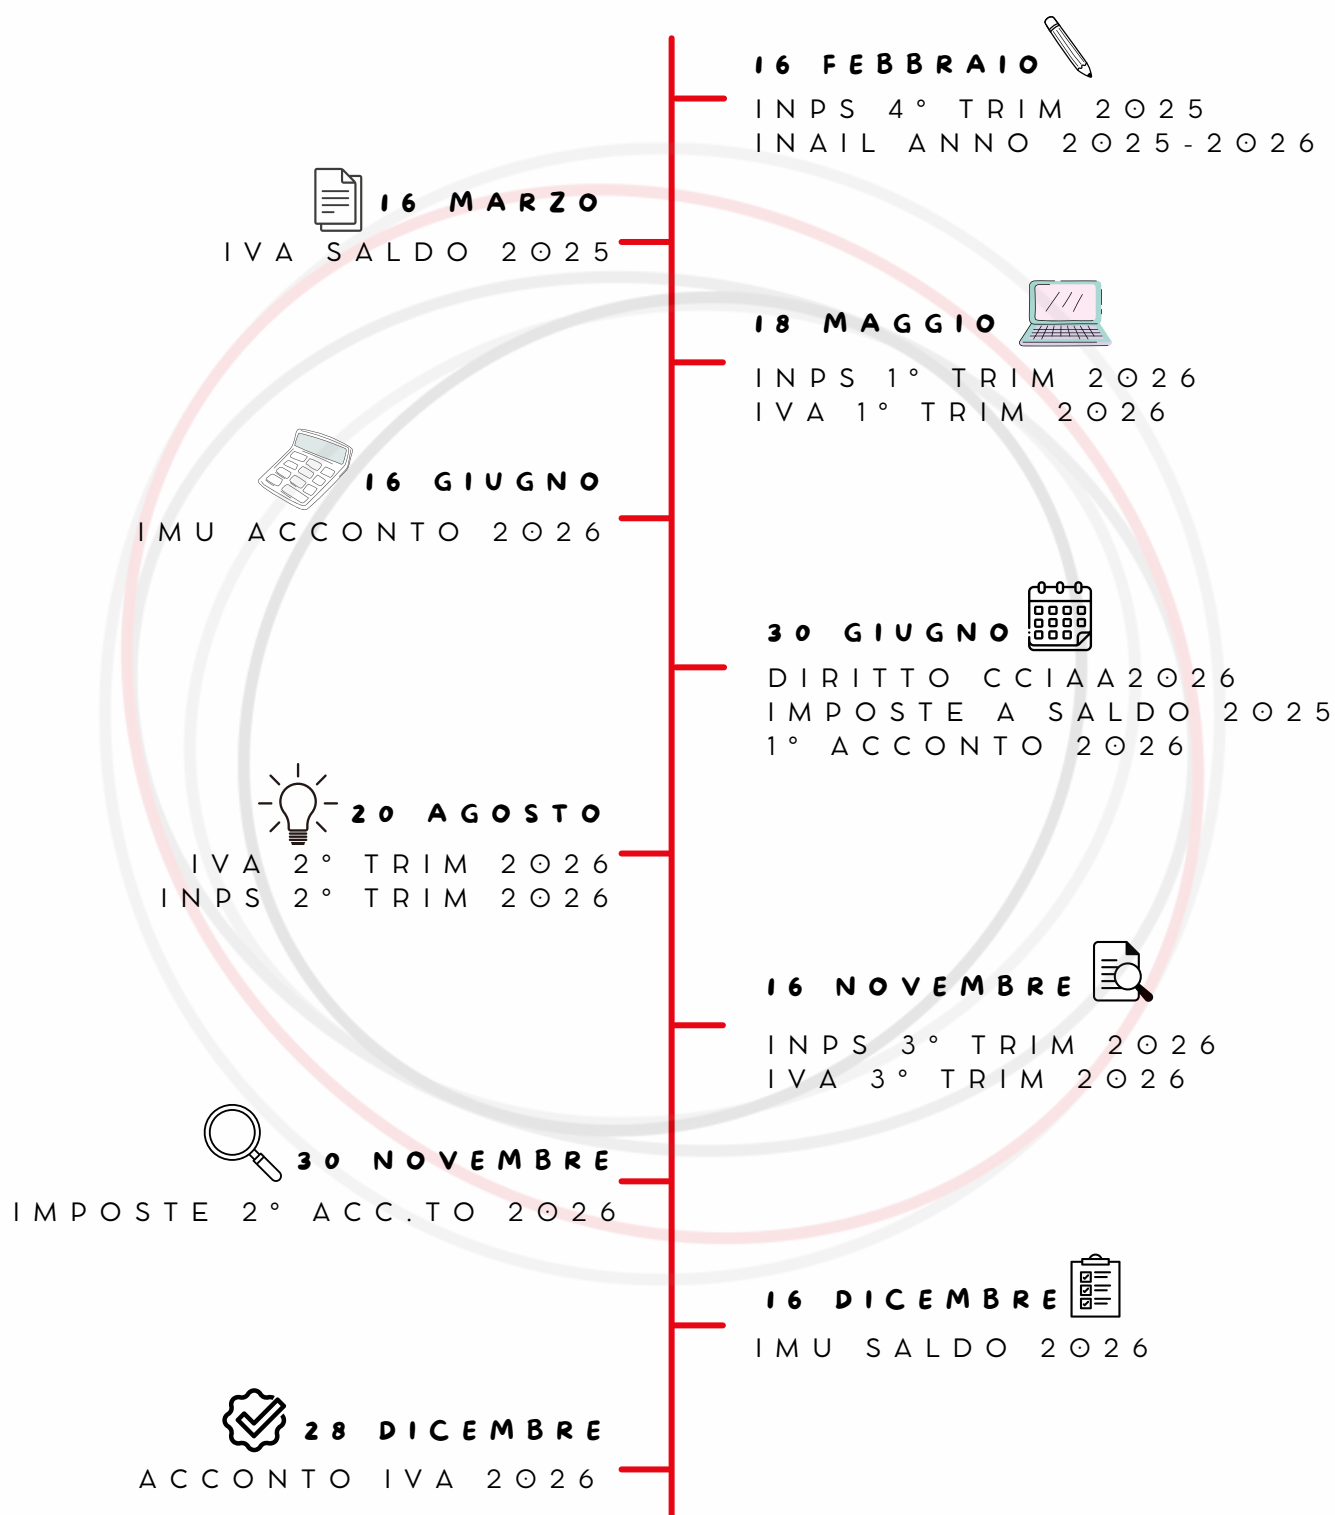 16 FEBBRAIO
INPS 4° TRIM 2025
INAIL ANNO 2025-2026
16 MARZO
IVA SALDO 2025
18 MAGGIO
INPS 1° TRIM 2026
IVA 1° TRIM 2026
16 GIUGNO
IMU ACCONTO 2026
30 GIUGNO
DIRITTO CCIAA2026
IMPOSTE A SALDO 2025
1° ACCONTO 2026
20 AGOSTO
IVA 2° TRIM 2026
INPS 2° TRIM 2026
16 NOVEMBRE
INPS 3° TRIM 2026
IVA 3° TRIM 2026
30 NOVEMBRE
IMPOSTE 2° ACC.TO 2026
16 DICEMBRE
IMU SALDO 2026
28 DICEMBRE
ACCONTO IVA 2026